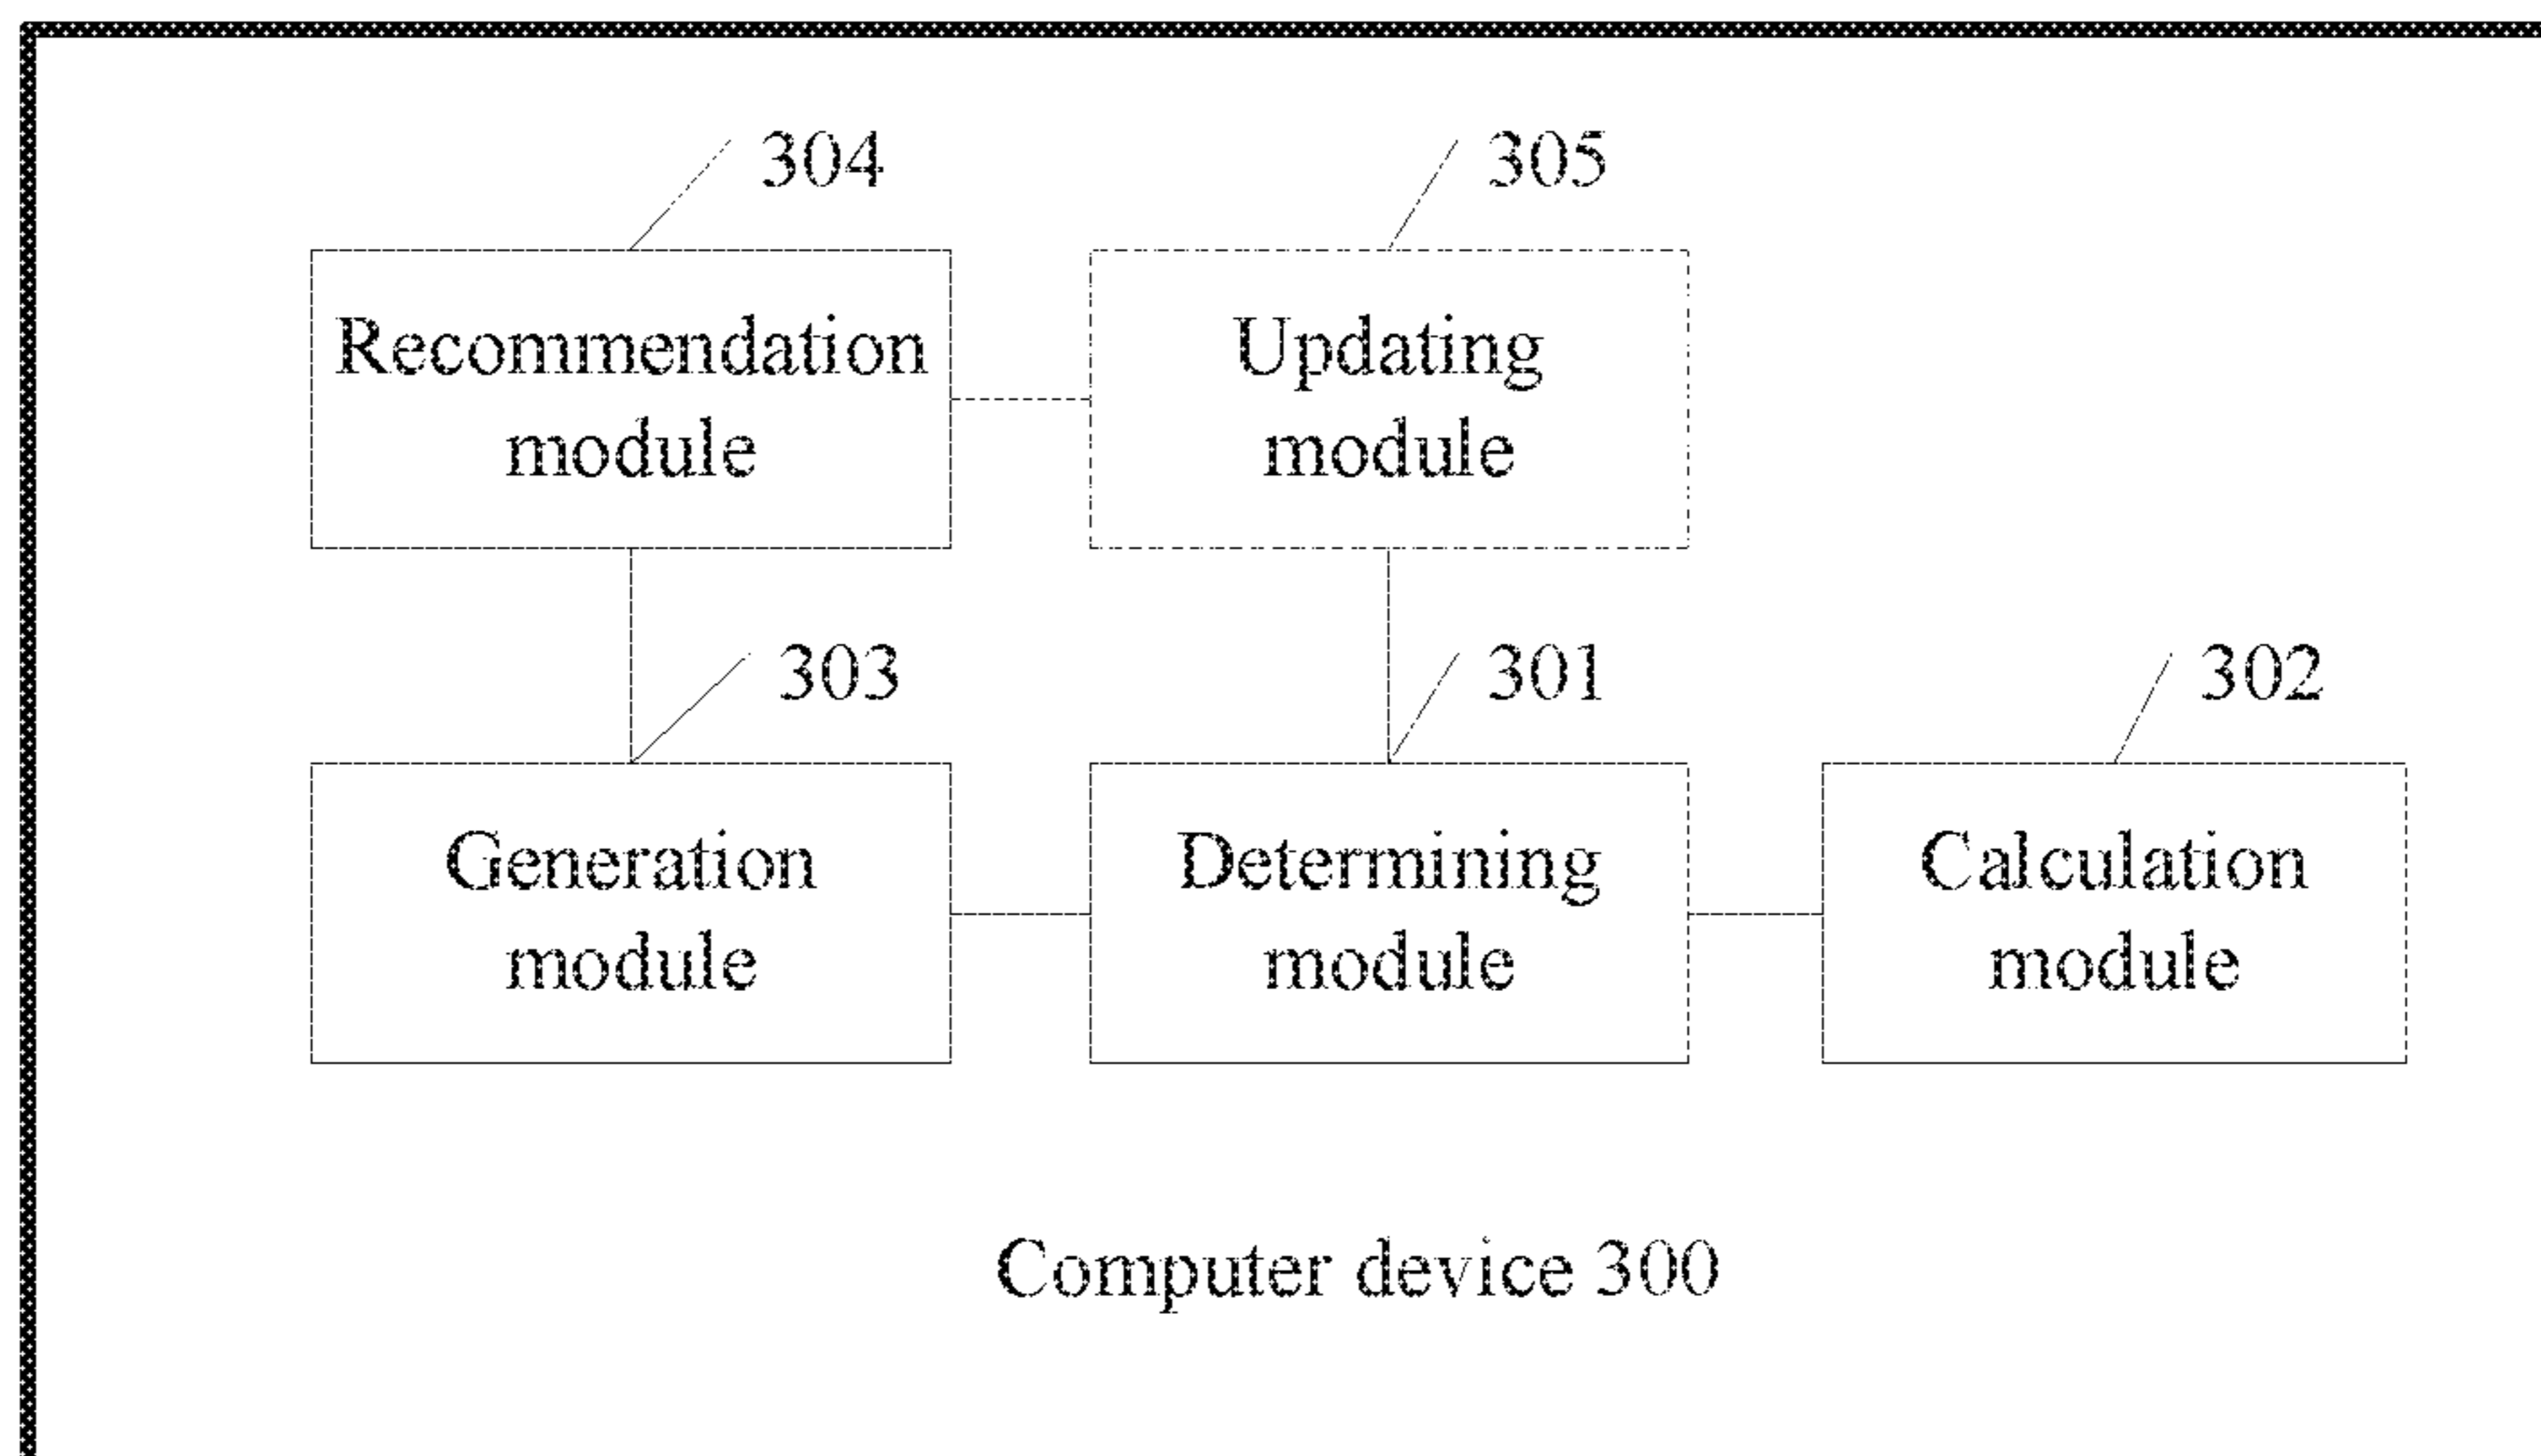 304
305
Recommendation
module
Updating
module
303
301
302
Generation
module
Determining
module
Calculation
module
Computer device 300